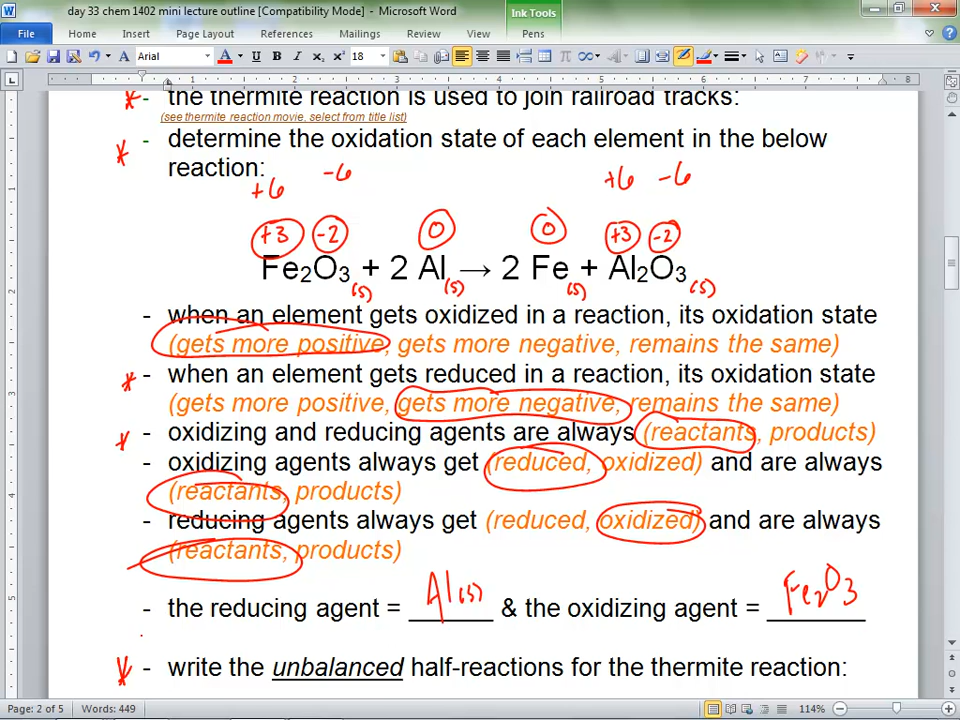 day 33 chem 1402 mini lecture outline [Compatibility Mode] - Microsoft Word
Ink Tools
File Home Insert Page Layout References Mailings Review View Pens
Arial 18
1 2 3 4 5 6 7 8
* - the thermite reaction is used to join railroad tracks:
(see thermite reaction movie, select from title list)
* - determine the oxidation state of each element in the below
reaction:
+6 -6 +6 -6
+3 -2 0 0 +3 -2
Fe₂O₃ + 2 Al → 2 Fe + Al₂O₃
(s) (s) (s) (s)
- when an element gets oxidized in a reaction, its oxidation state
(gets more positive, gets more negative, remains the same)
* - when an element gets reduced in a reaction, its oxidation state
(gets more positive, gets more negative, remains the same)
* - oxidizing and reducing agents are always (reactants, products)
- oxidizing agents always get (reduced, oxidized) and are always
(reactants, products)
- reducing agents always get (reduced, oxidized) and are always
(reactants, products)
- the reducing agent = Al(s) & the oxidizing agent = Fe₂O₃
* - write the unbalanced half-reactions for the thermite reaction:
Page: 2 of 5 Words: 449 114%